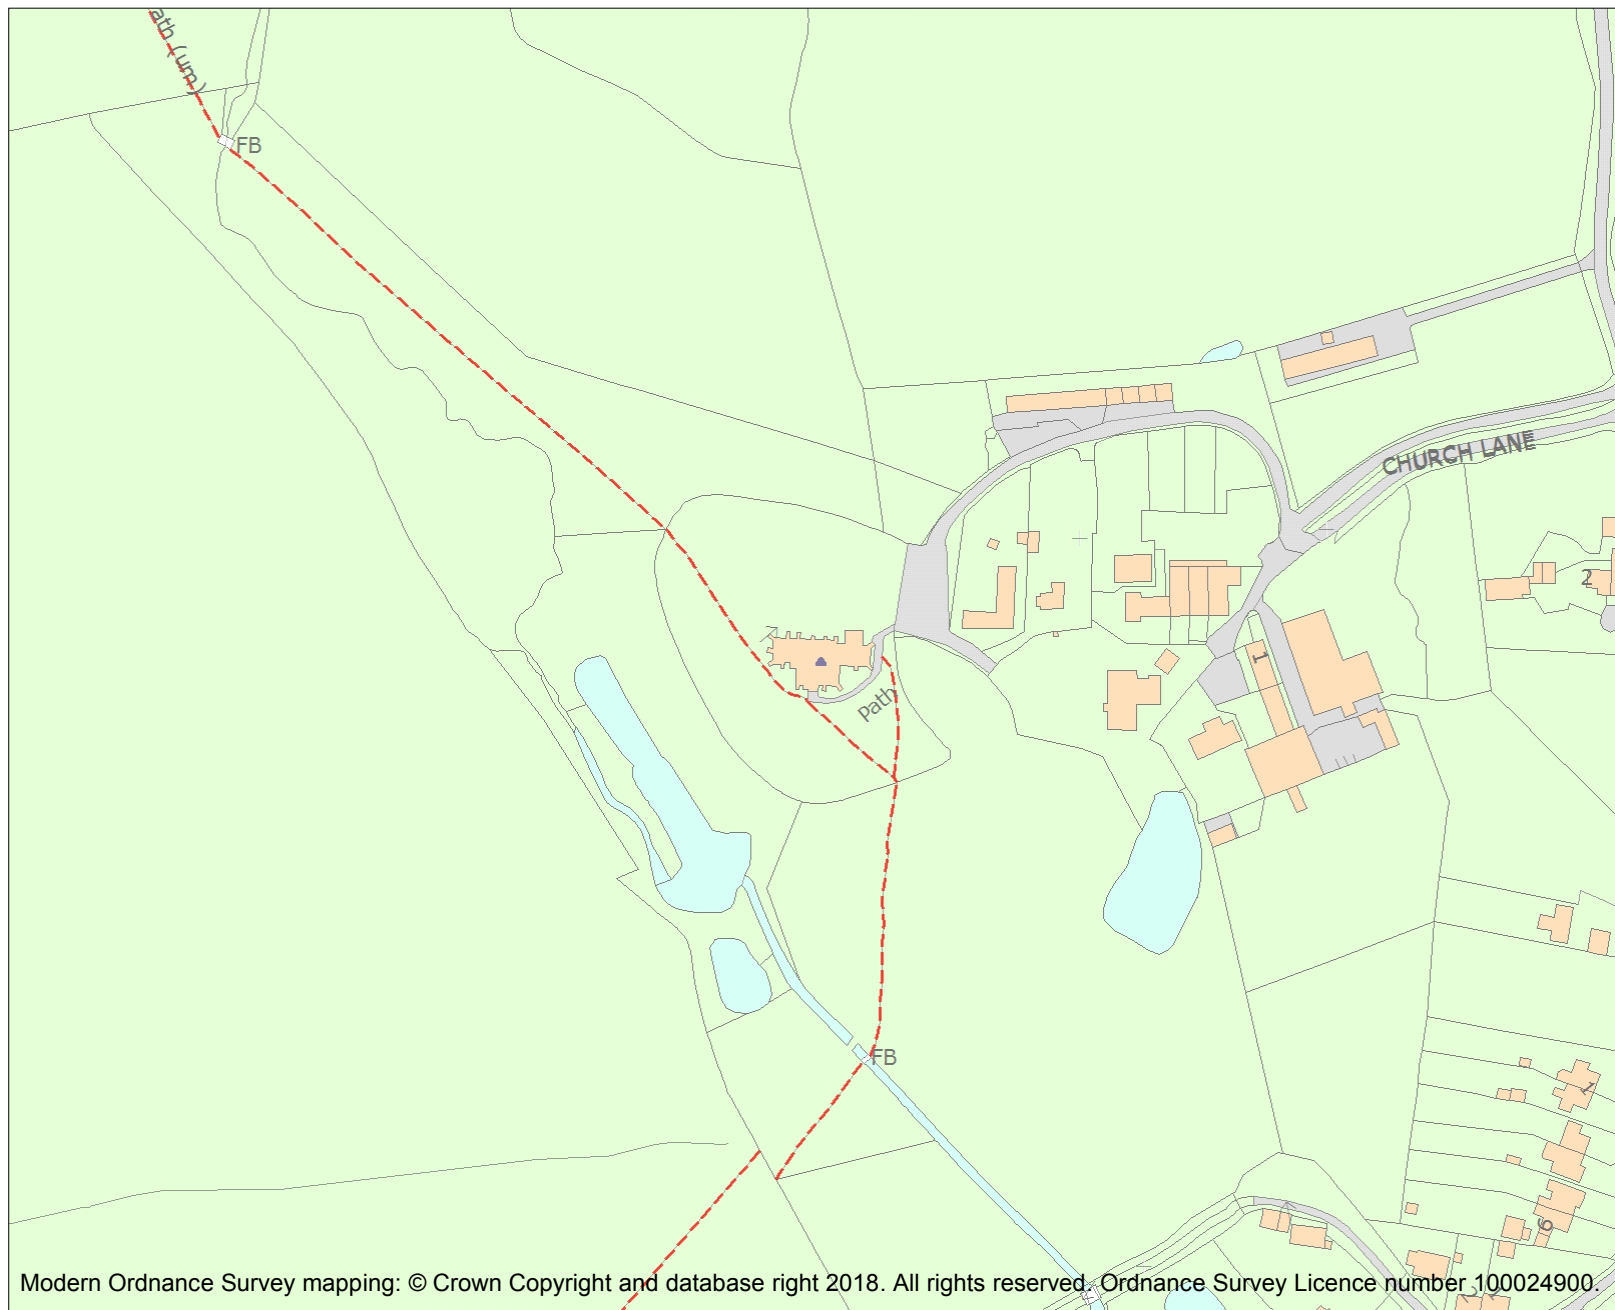 ath (um)
FB
CHURCH LANE
2
1
Path
FB
1
6
Modern Ordnance Survey mapping: © Crown Copyright and database right 2018. All rights reserved. Ordnance Survey Licence number 100024900.